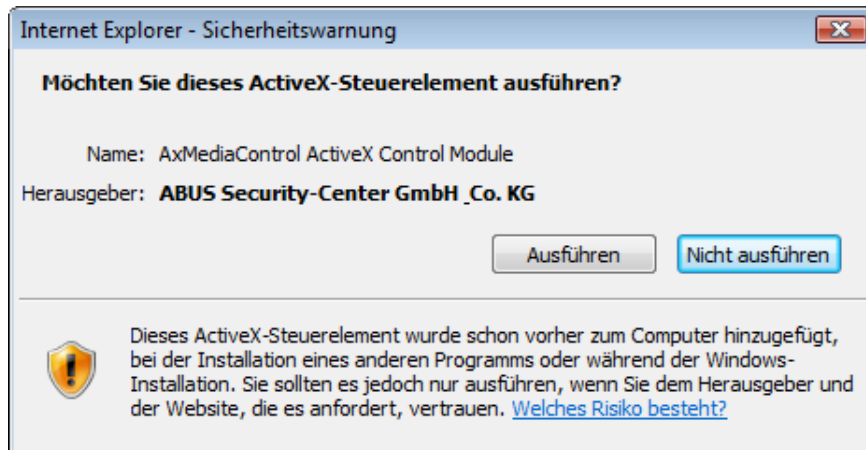 Internet Explorer - Sicherheitswarnung
Möchten Sie dieses ActiveX-Steuerelement ausführen?
Name: AxMediaControl ActiveX Control Module
Herausgeber: ABUS Security-Center GmbH _Co. KG
Ausführen Nicht ausführen
Dieses ActiveX-Steuerelement wurde schon vorher zum Computer hinzugefügt,
bei der Installation eines anderen Programms oder während der Windows-
Installation. Sie sollten es jedoch nur ausführen, wenn Sie dem Herausgeber und
der Website, die es anfordert, vertrauen. Welches Risiko besteht?